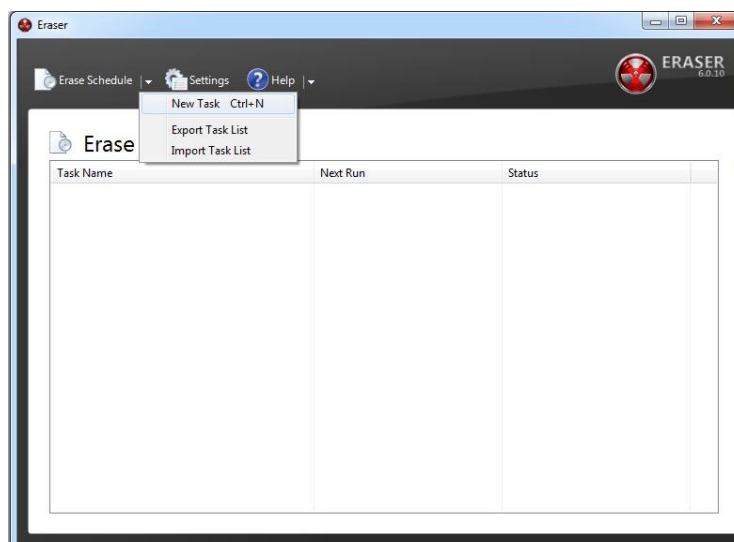 Eraser
ERASER
6.0.10
Erase Schedule Settings Help
New Task Ctrl+N
Export Task List
Import Task List
Erase
Task Name Next Run Status